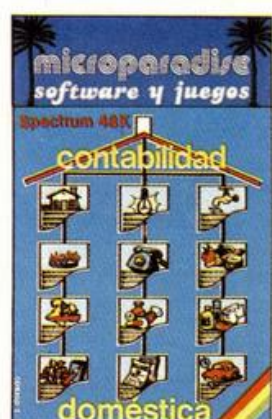 microparadise
software y juegos
Spectrum 48K
contabilidad
doméstica